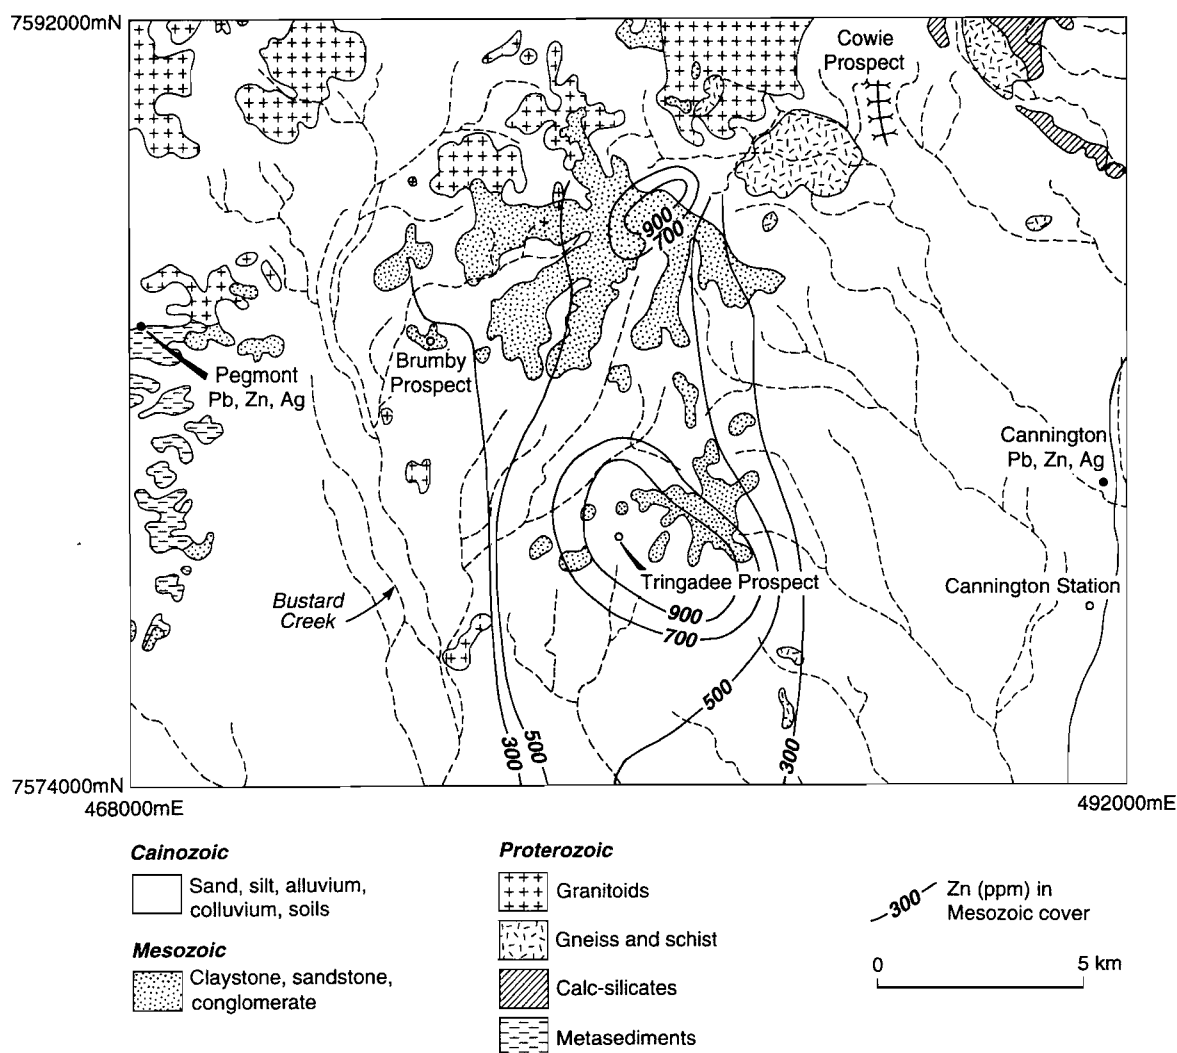 7592000mN
Cowie
Prospect
900
700
Brumby
Prospect
Pegmont
Pb, Zn, Ag
Cannington
Pb, Zn, Ag
Tringadee Prospect
Cannington Station
Bustard
Creek
900
700
500
300
500
300
7574000mN
468000mE
492000mE
Cainozoic
Sand, silt, alluvium,
colluvium, soils
Mesozoic
Claystone, sandstone,
conglomerate
Proterozoic
Granitoids
Gneiss and schist
Calc-silicates
Metasediments
300
Zn (ppm) in
Mesozoic cover
0 5 km